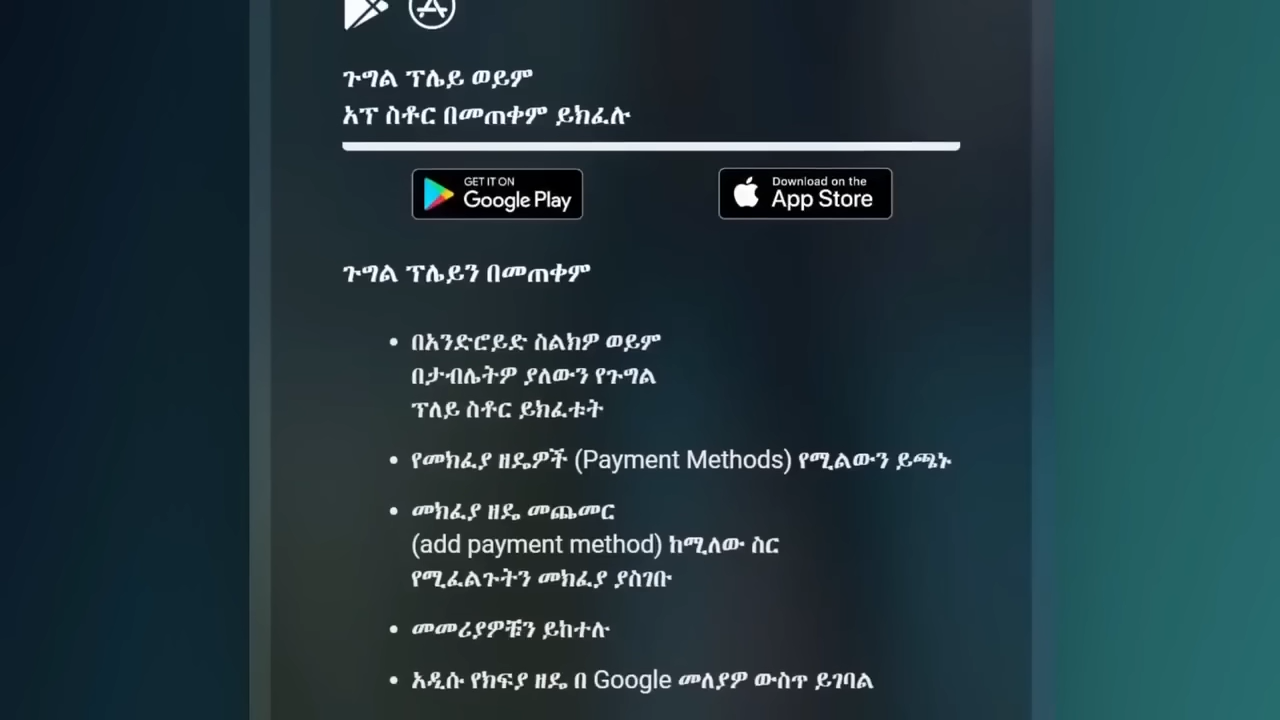 ጉግል ፕሌይ ወይም
አፕ ስቶር በመጠቀም ይክፈሉ
GET IT ON
Google Play
Download on the
App Store
ጉግል ፕሌይን በመጠቀም
• በአንድሮይድ ስልክዎ ወይም
በታብሌትዎ ያለውን የጉግል
ፕለይ ስቶር ይክፈቱት
• የመክፈያ ዘዴዎች (Payment Methods) የሚልውን ይጫኑ
• መክፈያ ዘዴ መጨመር
(add payment method) ከሚለው ስር
የሚፈልጉትን መክፈያ ያስገቡ
• መመሪያዎቹን ይከተሉ
• አዲሱ የክፍያ ዘዴ በ Google መለያዎ ውስጥ ይገባል